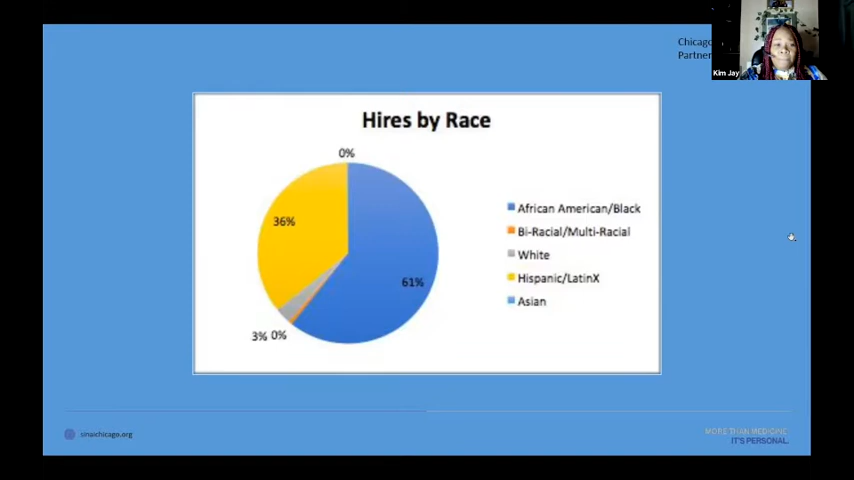 Chicago
Partner
Kim Jay
Hires by Race
0%
36%
61%
3% 0%
African American/Black
Bi-Racial/Multi-Racial
White
Hispanic/LatinX
Asian
sinaichicago.org
MORE THAN MEDICINE.
IT'S PERSONAL.